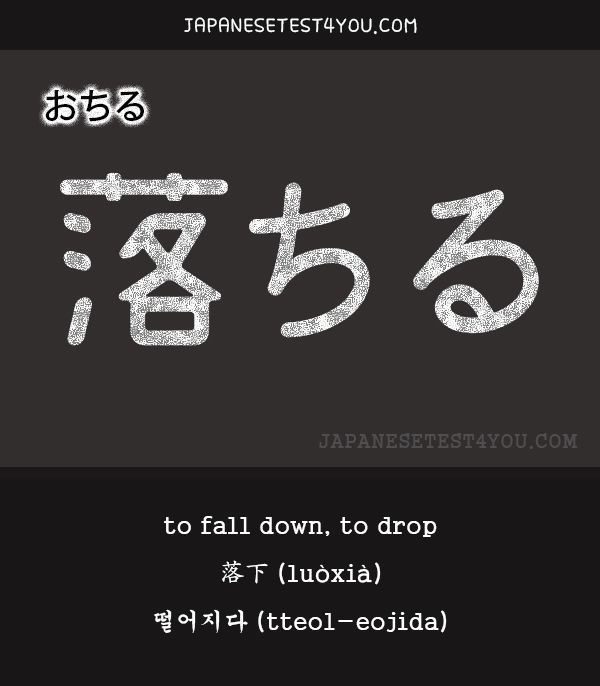 JAPANESETEST4YOU.COM
おちる
落ちる
JAPANESETEST4YOU.COM
to fall down, to drop
落下 (luòxià)
떨어지다 (tteol-eojida)